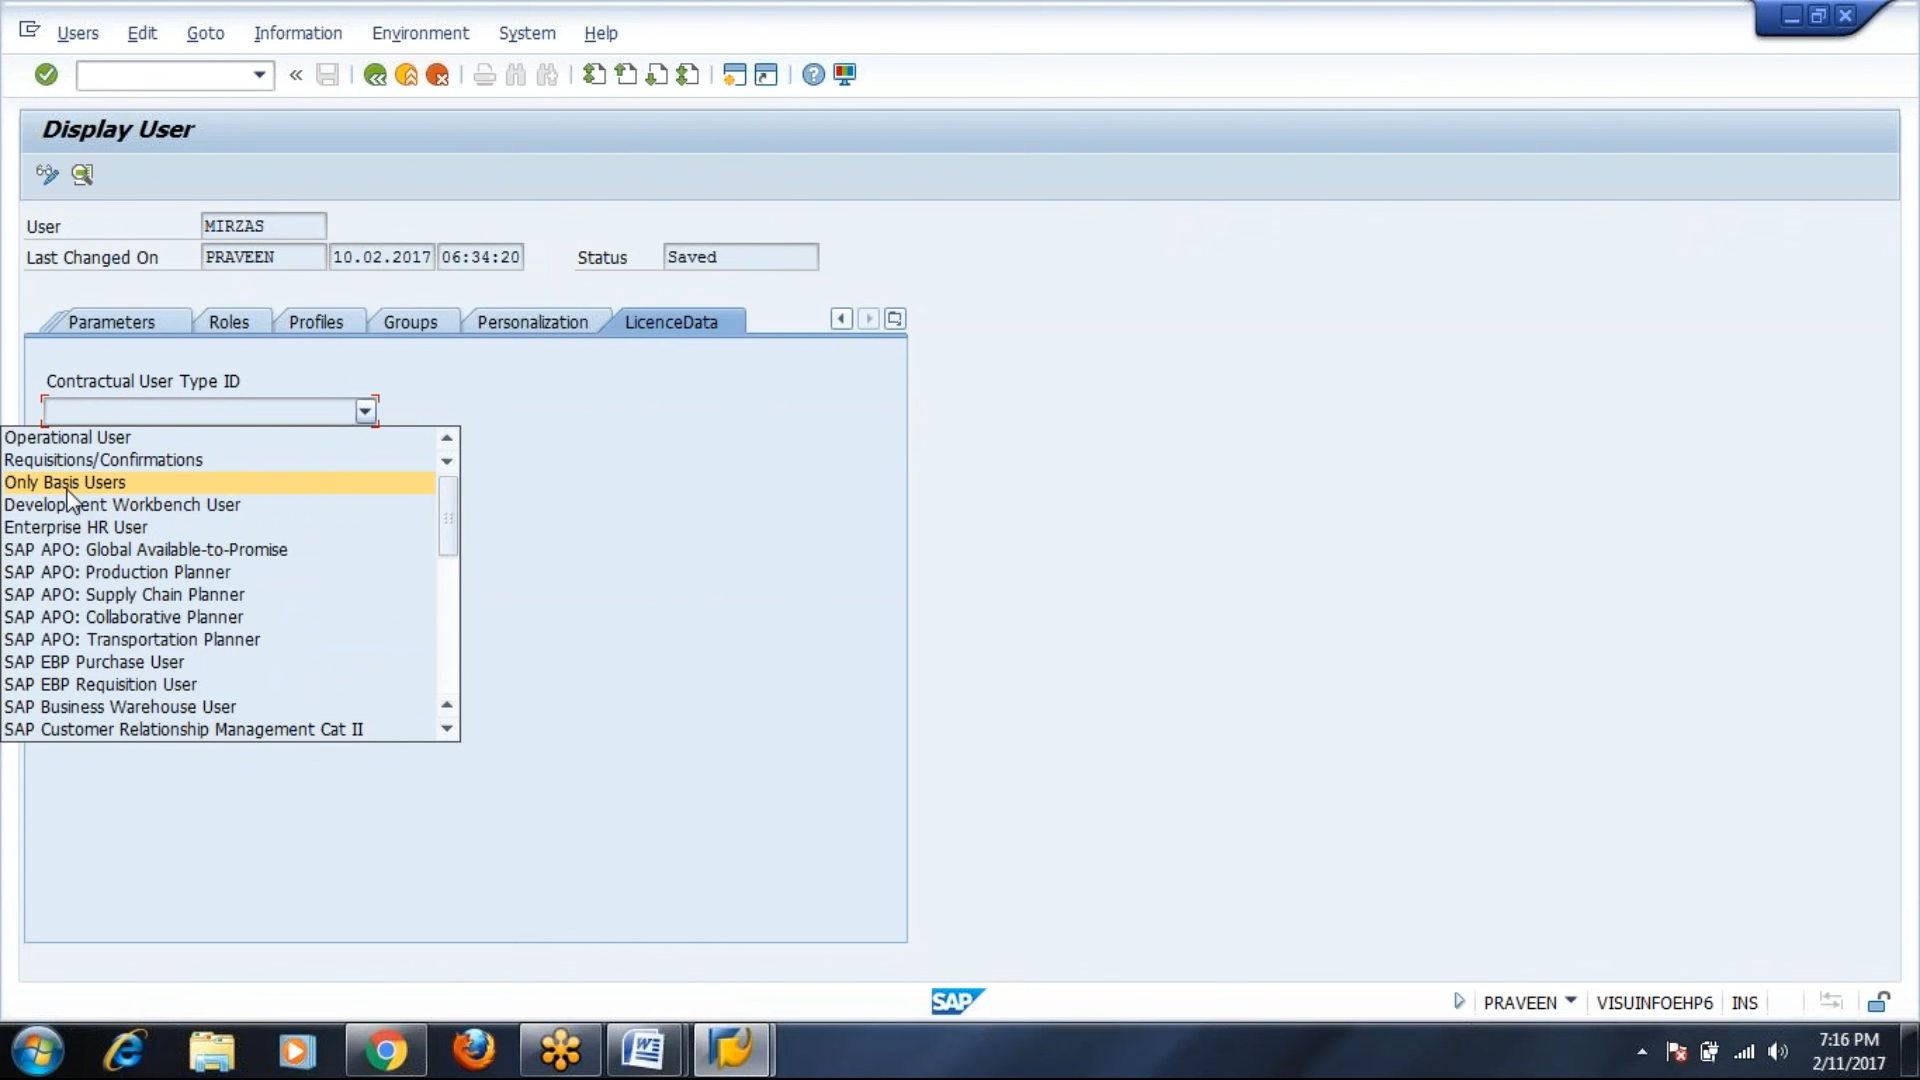 Users Edit Goto Information Environment System Help
Display User
User MIRZAS
Last Changed On PRAVEEN 10.02.2017 06:34:20 Status Saved
Parameters Roles Profiles Groups Personalization LicenceData
Contractual User Type ID
Operational User
Requisitions/Confirmations
Only Basis Users
Development Workbench User
Enterprise HR User
SAP APO: Global Available-to-Promise
SAP APO: Production Planner
SAP APO: Supply Chain Planner
SAP APO: Collaborative Planner
SAP APO: Transportation Planner
SAP EBP Purchase User
SAP EBP Requisition User
SAP Business Warehouse User
SAP Customer Relationship Management Cat II
SAP PRAVEEN VISUINFOEHP6 INS
7:16 PM
2/11/2017